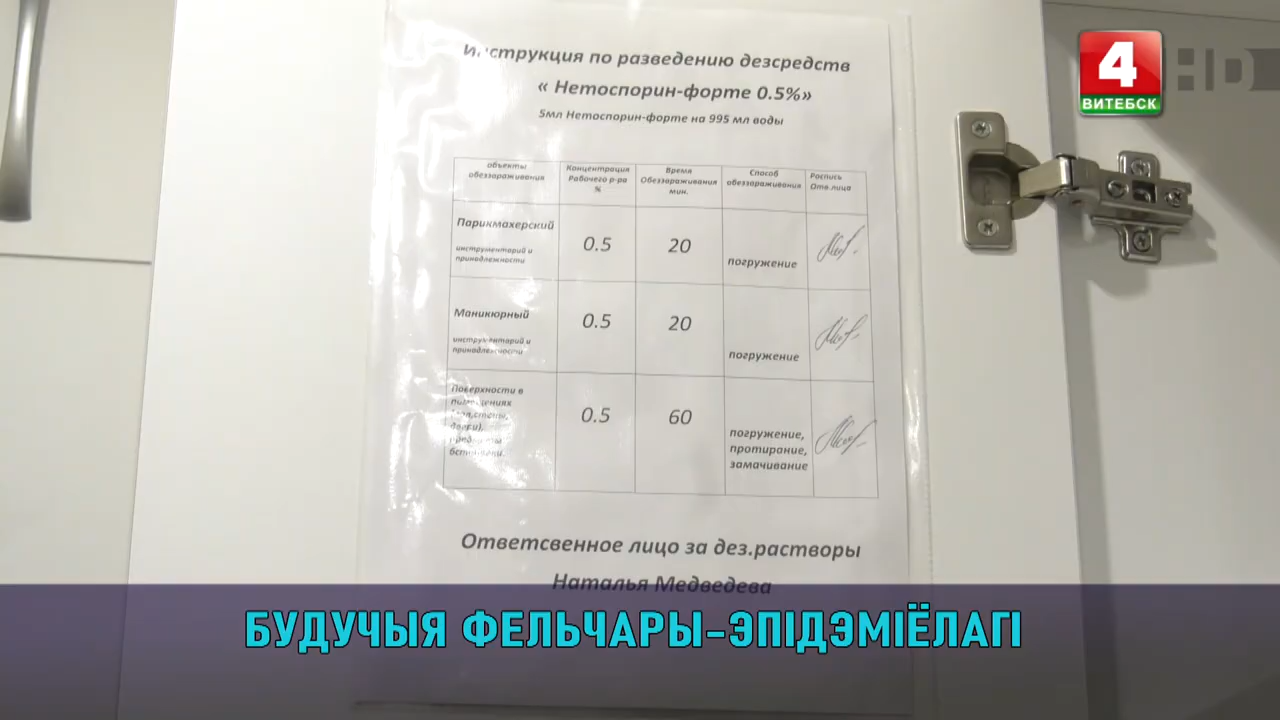 Инструкция по разведению дезсредств
« Нетоспорин-форте 0.5%»
5мл Нетоспорин-форте на 995 мл воды
объекты обеззараживания
Концентрация Рабочего р-ра %
Время Обеззараживания мин.
Способ обеззараживания
Роспись Отв.лица
Парикмахерский
инструментарий и
принадлежности
0.5
20
погружение
Маникюрный
инструментарий и
принадлежности
0.5
20
погружение
Поверхности в
помещениях
0.5
60
погружение,
протирание,
замачивание
Ответсвенное лицо за дез.растворы
Наталья Медведева
БУДУЧЫЯ ФЕЛЬЧАРЫ-ЭПІДЭМІЁЛАГІ
4
ВИТЕБСК
HD